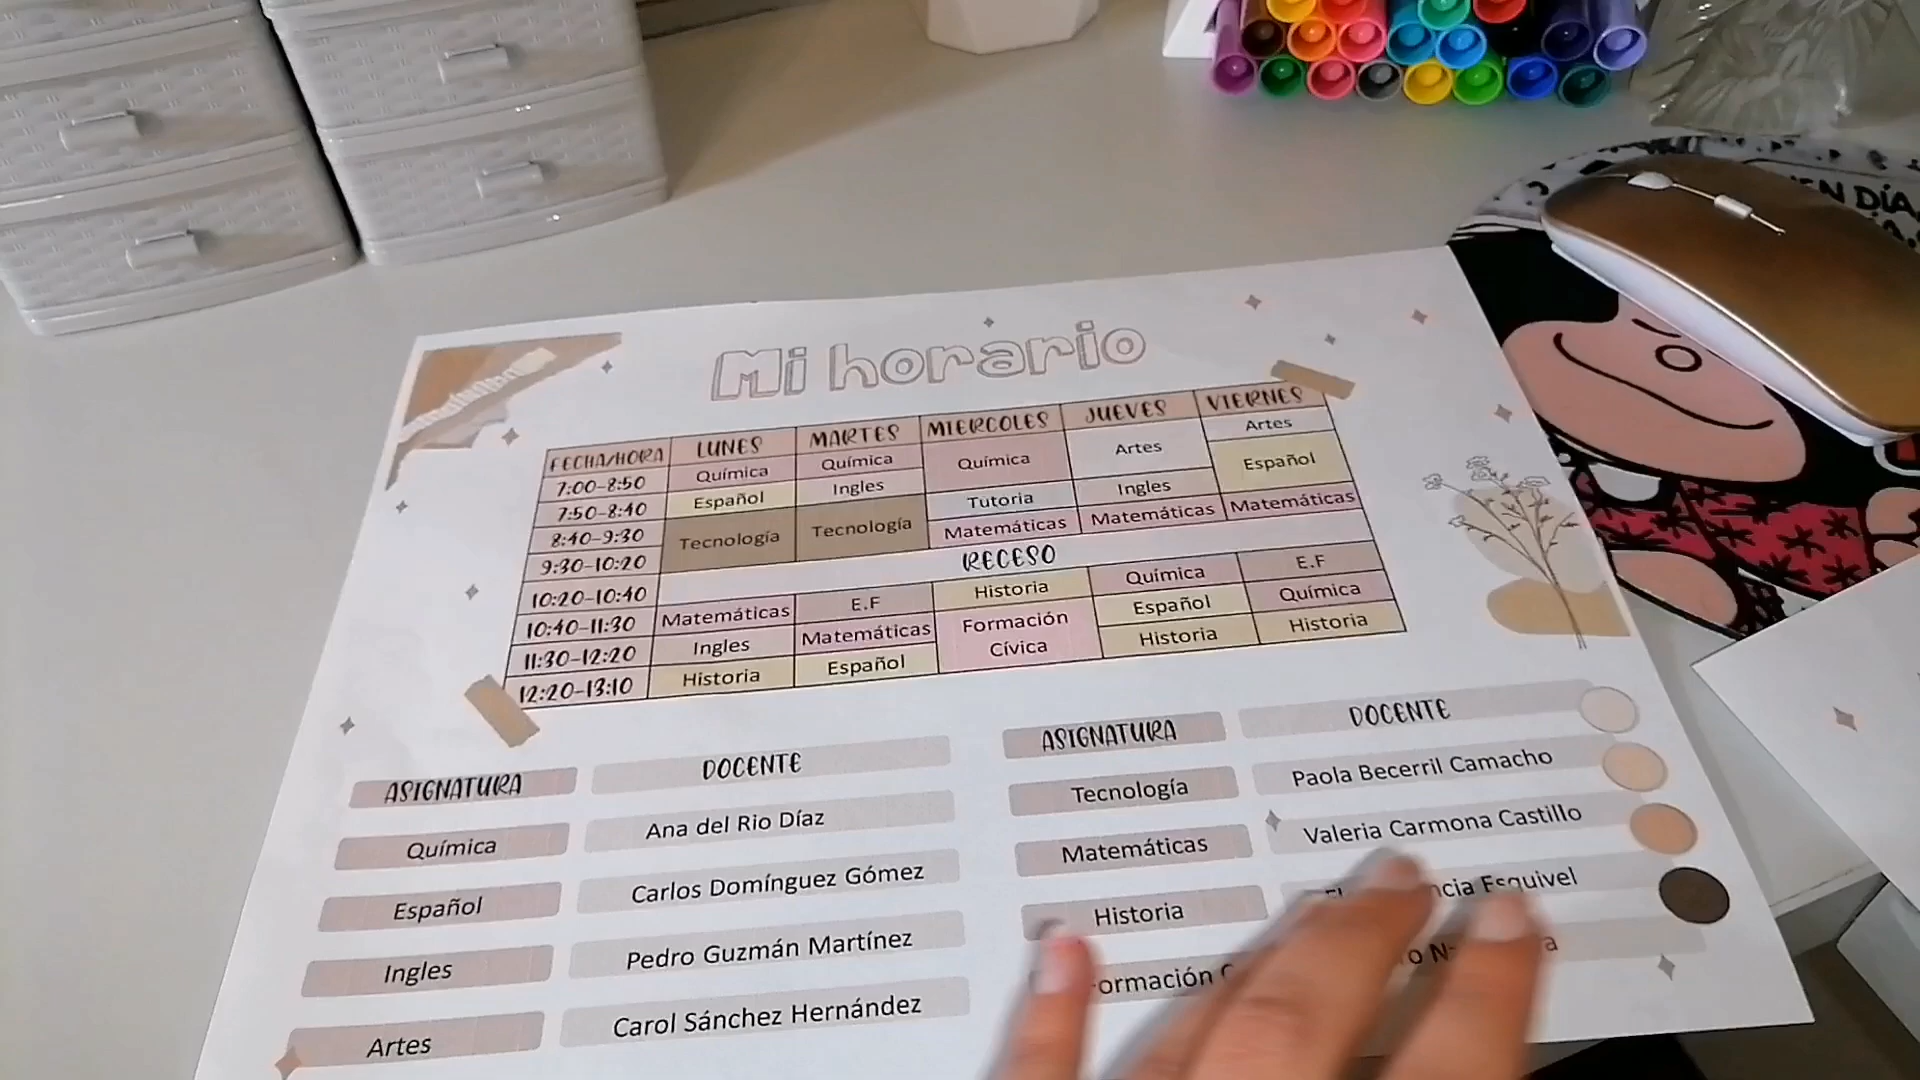 EN DÍA,
Mi horario
FECHA/HORA LUNES MARTES MIERCOLES JUEVES VIERNES
7:00-8:50 Química Química Química Artes Artes
7:50-8:40 Español Ingles Tutoria Ingles Español
8:40-9:30 Tecnología Tecnología Matemáticas Matemáticas Matemáticas
9:30-10:20
10:20-10:40 RECESO
10:40-11:30 Matemáticas E.F Historia Química E.F
11:30-12:20 Ingles Matemáticas Formación Cívica Español Química
12:20-13:10 Historia Español Historia Historia
ASIGNATURA DOCENTE
Química Ana del Rio Díaz
Español Carlos Domínguez Gómez
Ingles Pedro Guzmán Martínez
Artes Carol Sánchez Hernández
ASIGNATURA DOCENTE
Tecnología Paola Becerril Camacho
Matemáticas Valeria Carmona Castillo
Historia Esquivel